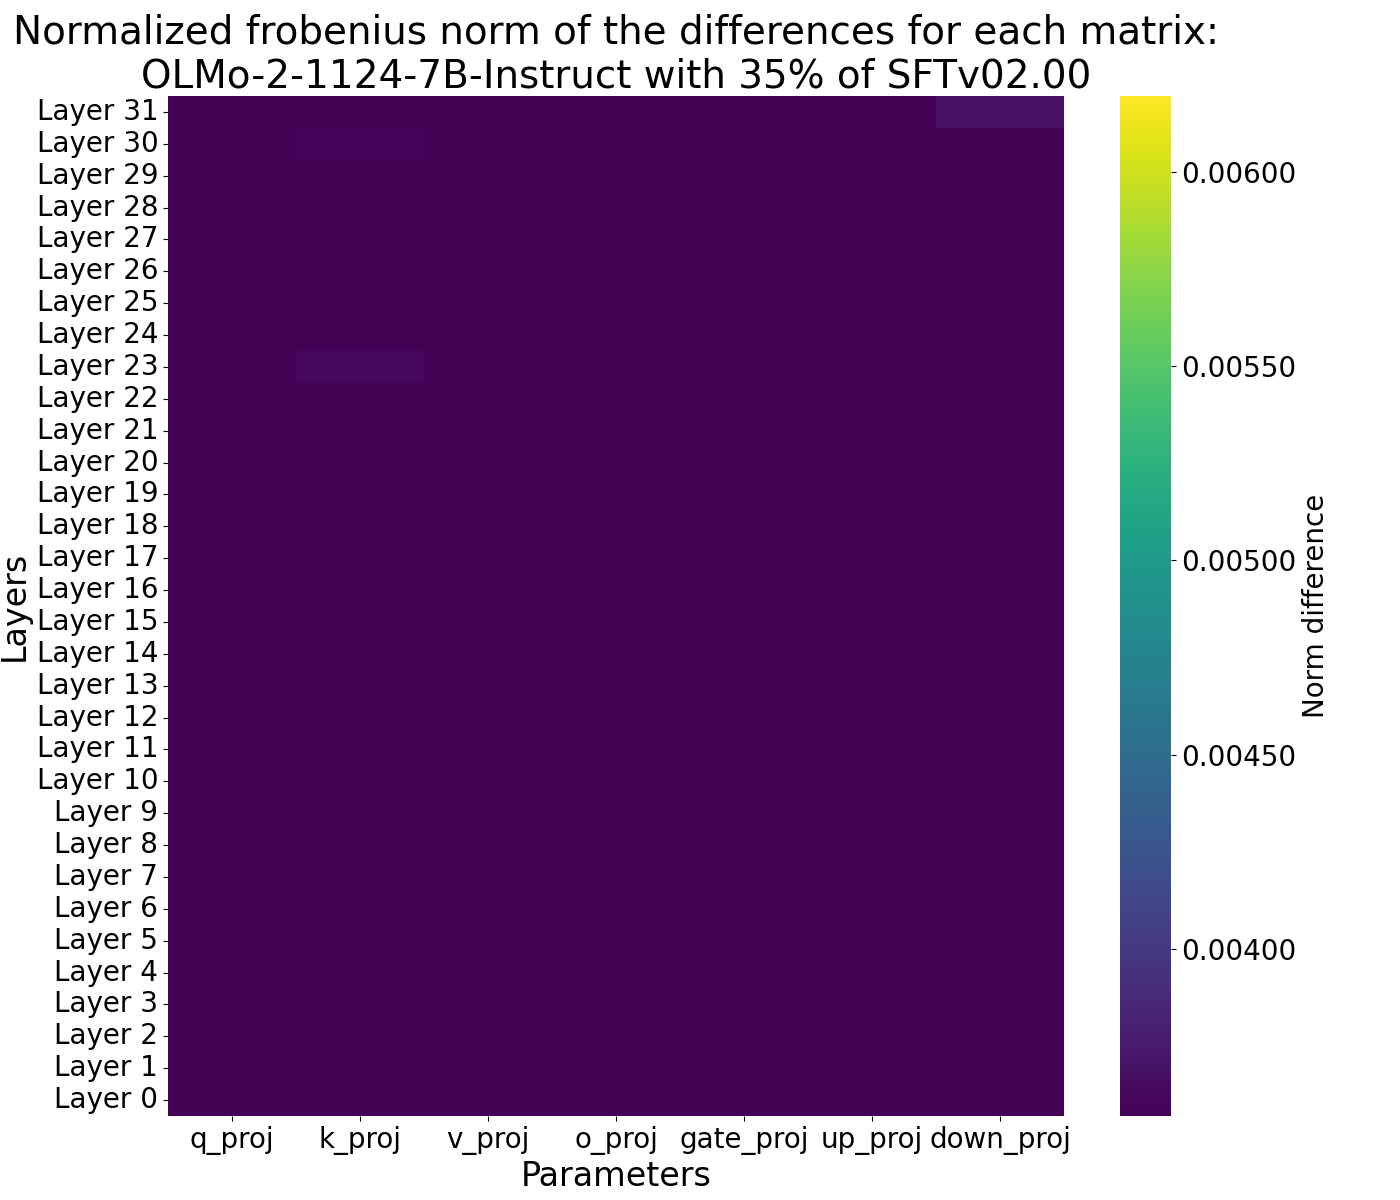 Normalized frobenius norm of the differences for each matrix:
OLMo-2-1124-7B-Instruct with 35% of SFTv02.00
Layer 31
Layer 30
Layer 29
Layer 28
Layer 27
Layer 26
Layer 25
Layer 24
Layer 23
Layer 22
Layer 21
Layer 20
Layer 19
Layer 18
Layer 17
Layer 16
Layer 15
Layer 14
Layer 13
Layer 12
Layer 11
Layer 10
Layer 9
Layer 8
Layer 7
Layer 6
Layer 5
Layer 4
Layer 3
Layer 2
Layer 1
Layer 0
Layers
q_proj
k_proj
v_proj
o_proj
gate_proj
up_proj
down_proj
Parameters
0.00600
0.00550
0.00500
0.00450
0.00400
Norm difference